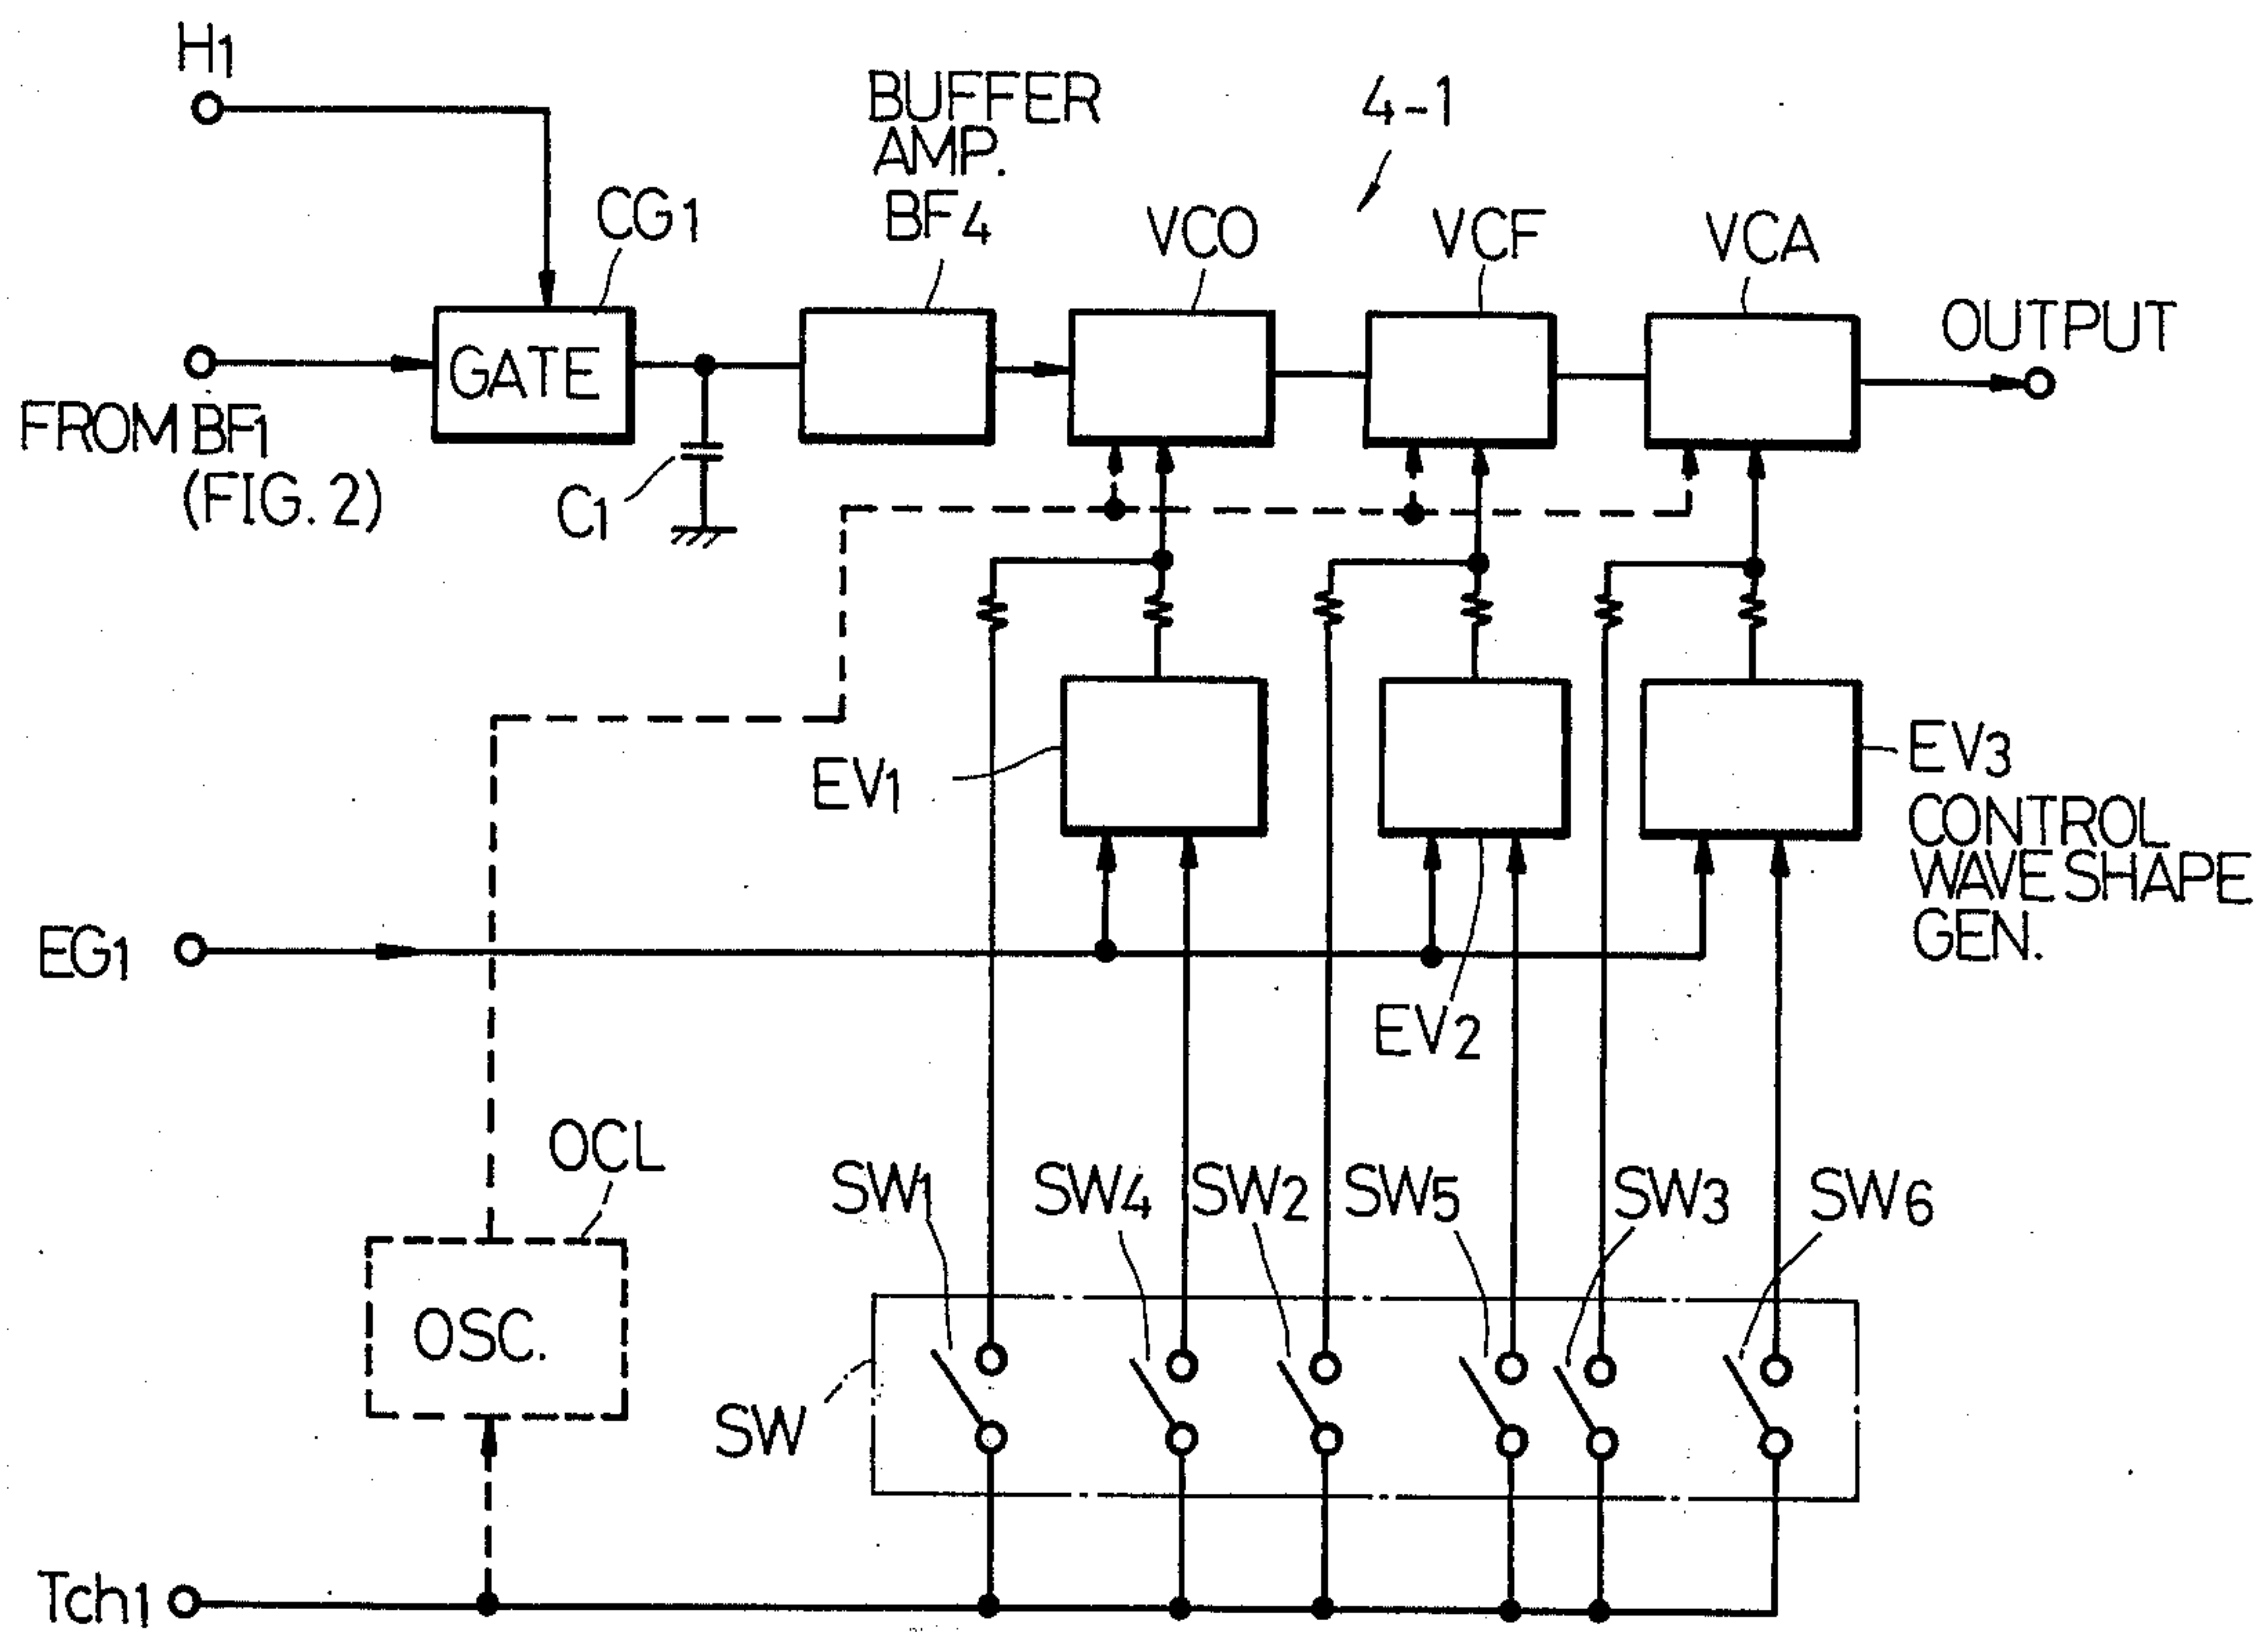 H1
BUFFER
AMP.
BF4
4-1
CG1
VCO
VCF
VCA
OUTPUT
GATE
FROM BF1
(FIG. 2)
C1
EV1
EV3
CONTROL
WAVE SHAPE
GEN.
EG1
EV2
OCL
SW1
SW4
SW2
SW5
SW3
SW6
OSC.
SW
Tch1